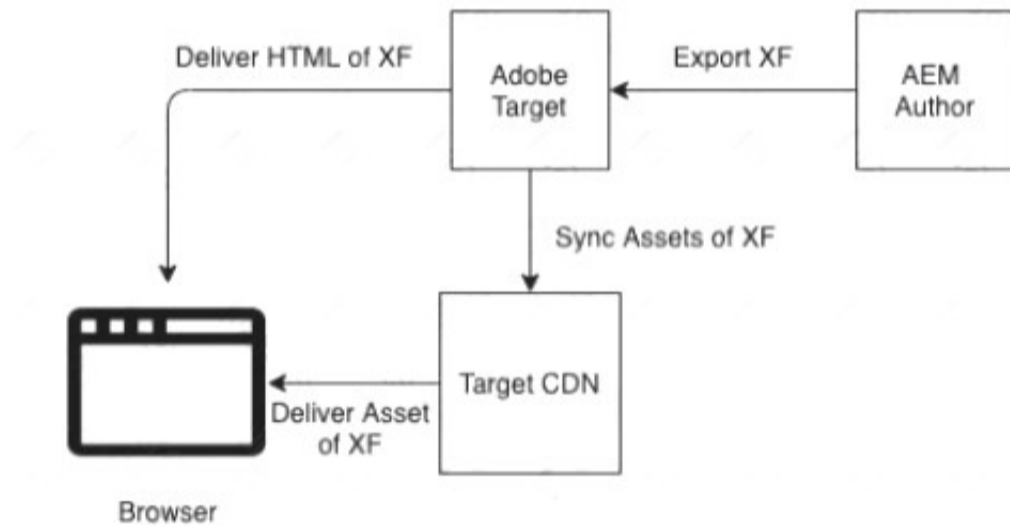 Deliver HTML of XF
Adobe
Target
Export XF
AEM
Author
Sync Assets of XF
Target CDN
Deliver Asset
of XF
Browser